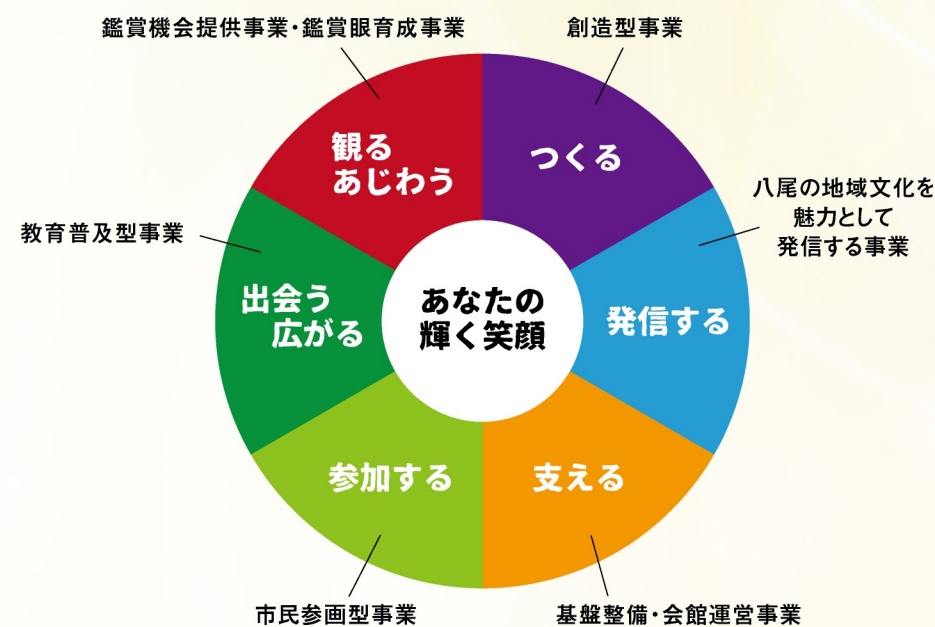 鑑賞機会提供事業・鑑賞眼育成事業
創造型事業
観る
あじわう
つくる
八尾の地域文化を
魅力として
発信する事業
教育普及型事業
出会う
広がる
あなたの
輝く笑顔
発信する
参加する
支える
市民参画型事業
基盤整備・会館運営事業